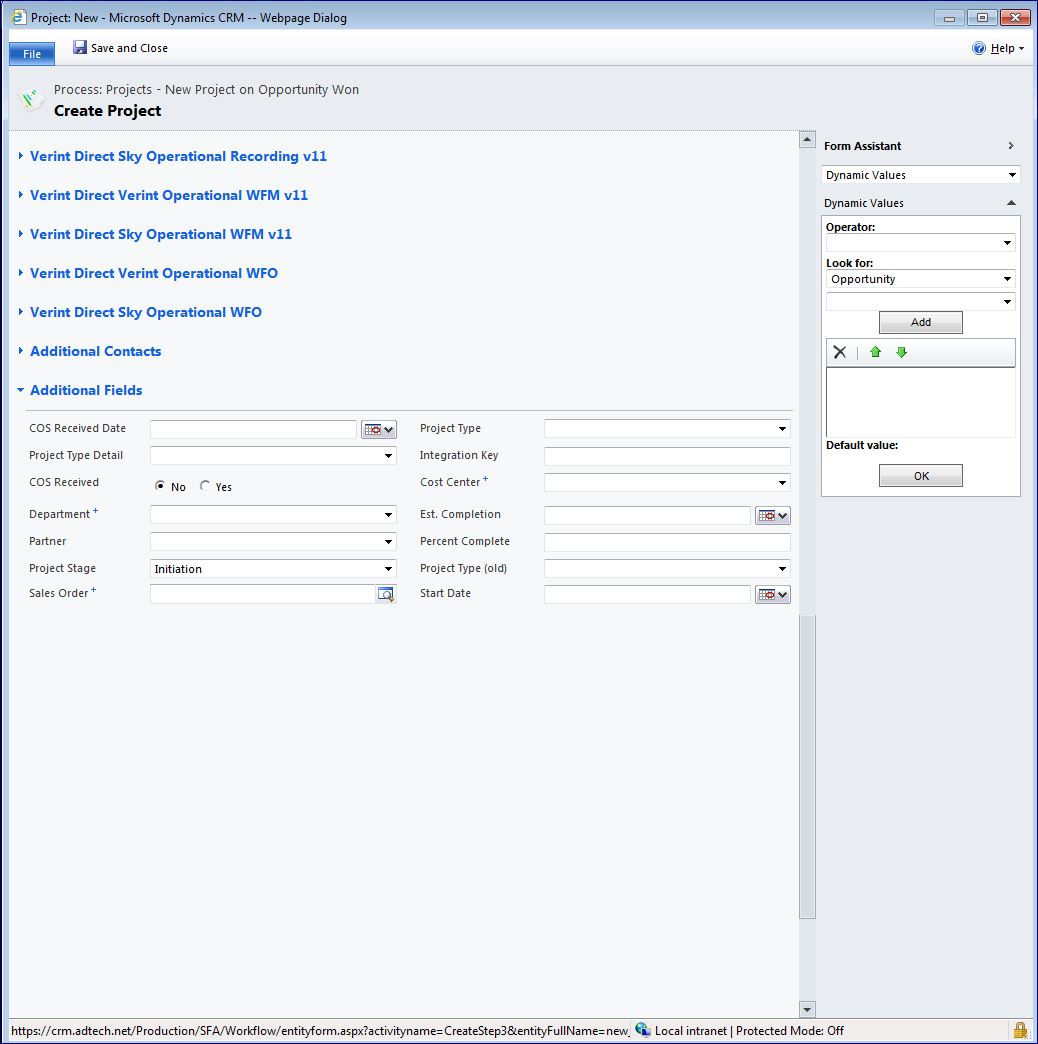 Project: New - Microsoft Dynamics CRM -- Webpage Dialog
File
Save and Close
Help
Process: Projects - New Project on Opportunity Won
Create Project
Verint Direct Sky Operational Recording v11
Verint Direct Verint Operational WFM v11
Verint Direct Sky Operational WFM v11
Verint Direct Verint Operational WFO
Verint Direct Sky Operational WFO
Additional Contacts
Additional Fields
COS Received Date
Project Type
Project Type Detail
Integration Key
COS Received
No
Yes
Cost Center +
Department +
Est. Completion
Partner
Percent Complete
Project Stage
Initiation
Project Type (old)
Sales Order +
Start Date
Form Assistant
Dynamic Values
Dynamic Values
Operator:
Look for:
Opportunity
Add
Default value:
OK
https://crm.adtech.net/Production/SFA/Workflow/entityform.aspx?activityname=CreateStep3&entityFullName=new_
Local intranet | Protected Mode: Off